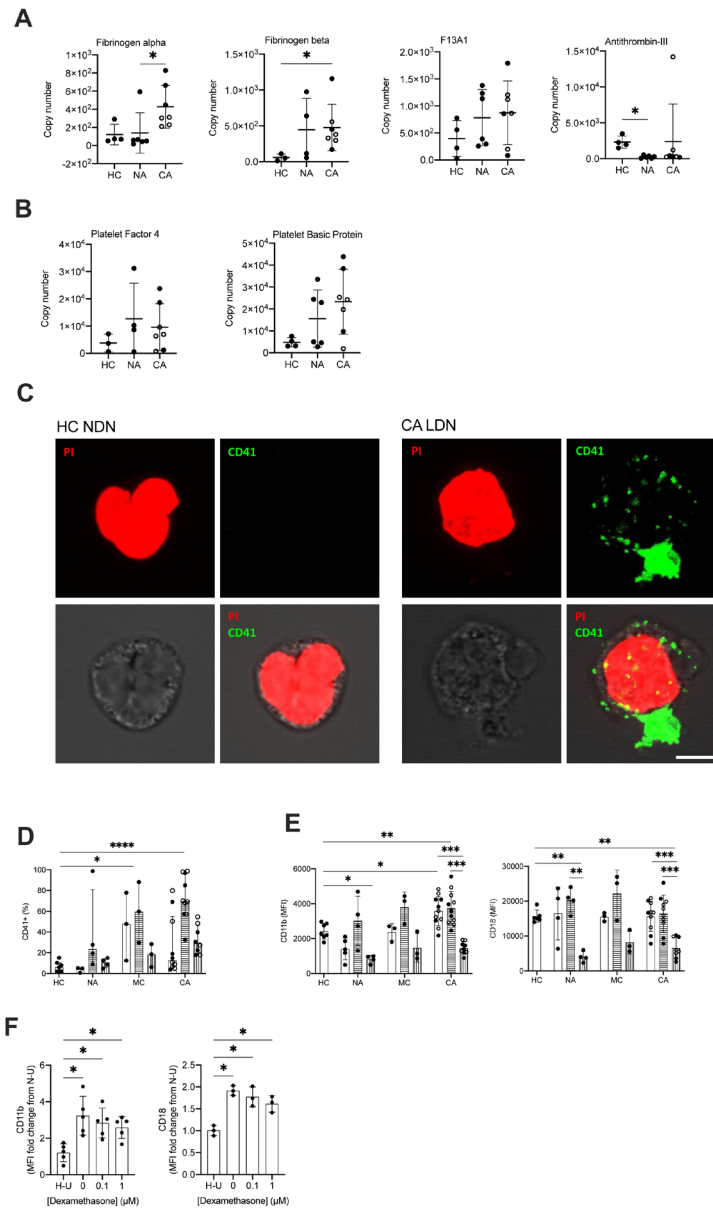 A
Fibrinogen alpha
Copy number
1×10³
8×10²
6×10²
4×10²
2×10²
0
-2×10²
*
HC NA CA
Fibrinogen beta
Copy number
1.5×10³
1.0×10³
5.0×10²
0.0
*
HC NA CA
F13A1
Copy number
2.0×10³
1.5×10³
1.0×10³
5.0×10²
0.0
HC NA CA
Antithrombin-III
Copy number
1.5×10⁴
1.0×10⁴
5.0×10³
0.0
*
HC NA CA
B
Platelet Factor 4
Copy number
4×10⁴
3×10⁴
2×10⁴
1×10⁴
0
HC NA CA
Platelet Basic Protein
Copy number
5×10⁴
4×10⁴
3×10⁴
2×10⁴
1×10⁴
0
HC NA CA
C
HC NDN
PI
CD41
PI
CD41
CA LDN
PI
CD41
PI
CD41
D
****
*
CD41+ (%)
100
80
60
40
20
0
HC NA MC CA
E
**
*
***
*
***
CD11b (MFI)
6000
4000
2000
0
HC NA MC CA
**
**
***
**
***
CD18 (MFI)
30000
20000
10000
0
HC NA MC CA
F
*
*
*
CD11b
(MFI fold change from N-U)
6
4
2
0
H-U 0 0.1 1
[Dexamethasone] (µM)
*
*
*
CD18
(MFI fold change from N-U)
2.5
2.0
1.5
1.0
0.5
0.0
H-U 0 0.1 1
[Dexamethasone] (µM)